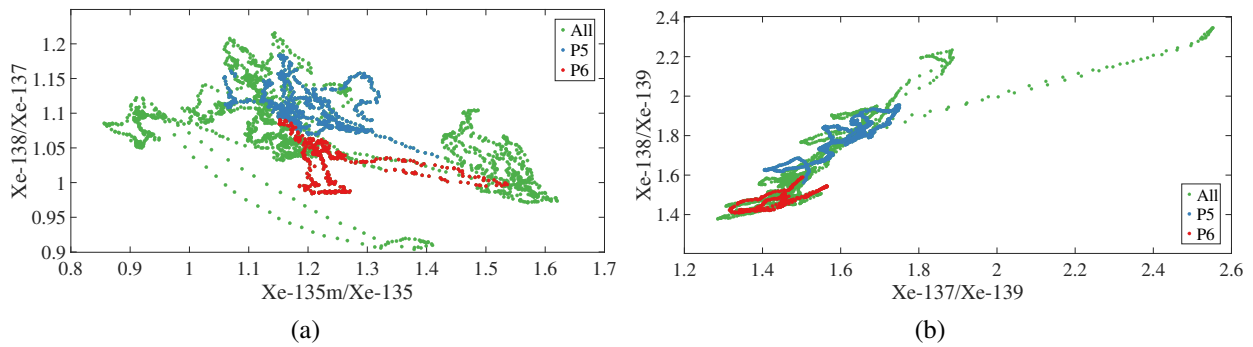 1.2
1.15
1.1
1.05
1
0.95
0.9
Xe-138/Xe-137
0.8 0.9 1 1.1 1.2 1.3 1.4 1.5 1.6 1.7
Xe-135m/Xe-135
All
P5
P6
(a)
2.4
2.2
2
1.8
1.6
1.4
Xe-138/Xe-139
1.2 1.4 1.6 1.8 2 2.2 2.4 2.6
Xe-137/Xe-139
All
P5
P6
(b)